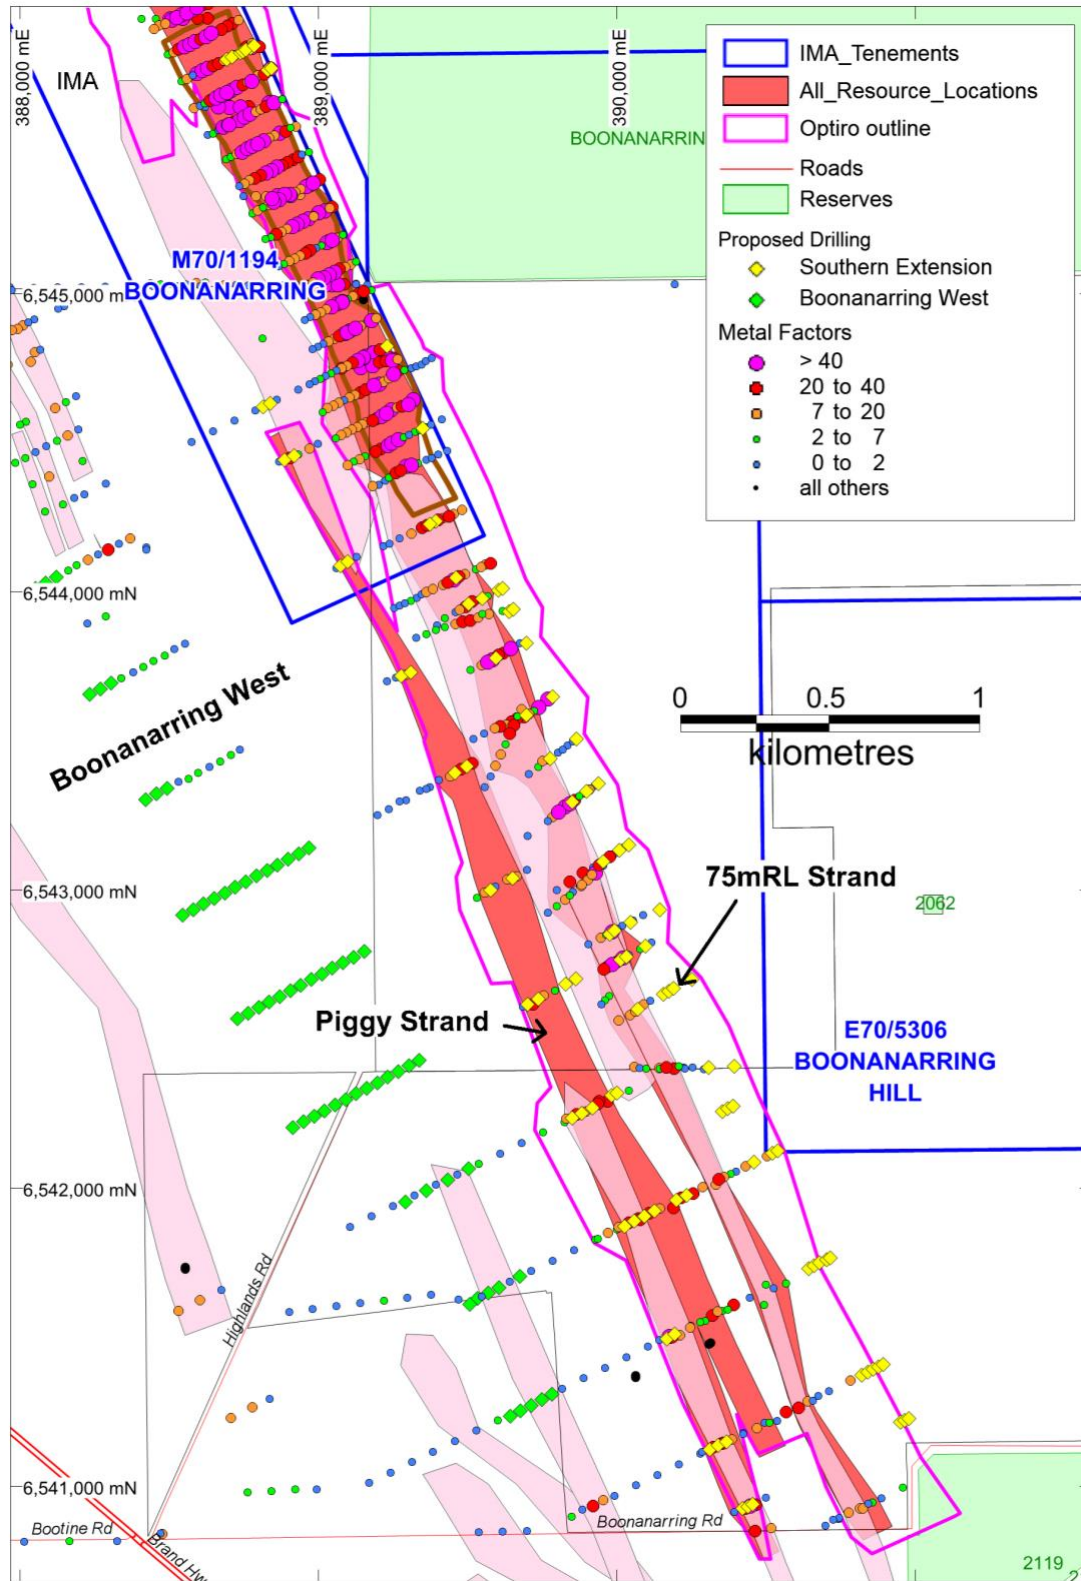 388,000 mE
389,000 mE
390,000 mE
IMA
BOONANARRIN
IMA_Tenements
All_Resource_Locations
Optiro outline
Roads
Reserves
Proposed Drilling
Southern Extension
Boonanarring West
Metal Factors
> 40
20 to 40
7 to 20
2 to 7
0 to 2
all others
M70/1194
BOONANARRING
6,545,000 m
6,544,000 mN
Boonanarring West
0 0.5 1
kilometres
6,543,000 mN
75mRL Strand
2062
Piggy Strand
E70/5306
BOONANARRING
HILL
6,542,000 mN
Highlands Rd
6,541,000 mN
Bootine Rd
Boonanarring Rd
Brand Hw
2119
2